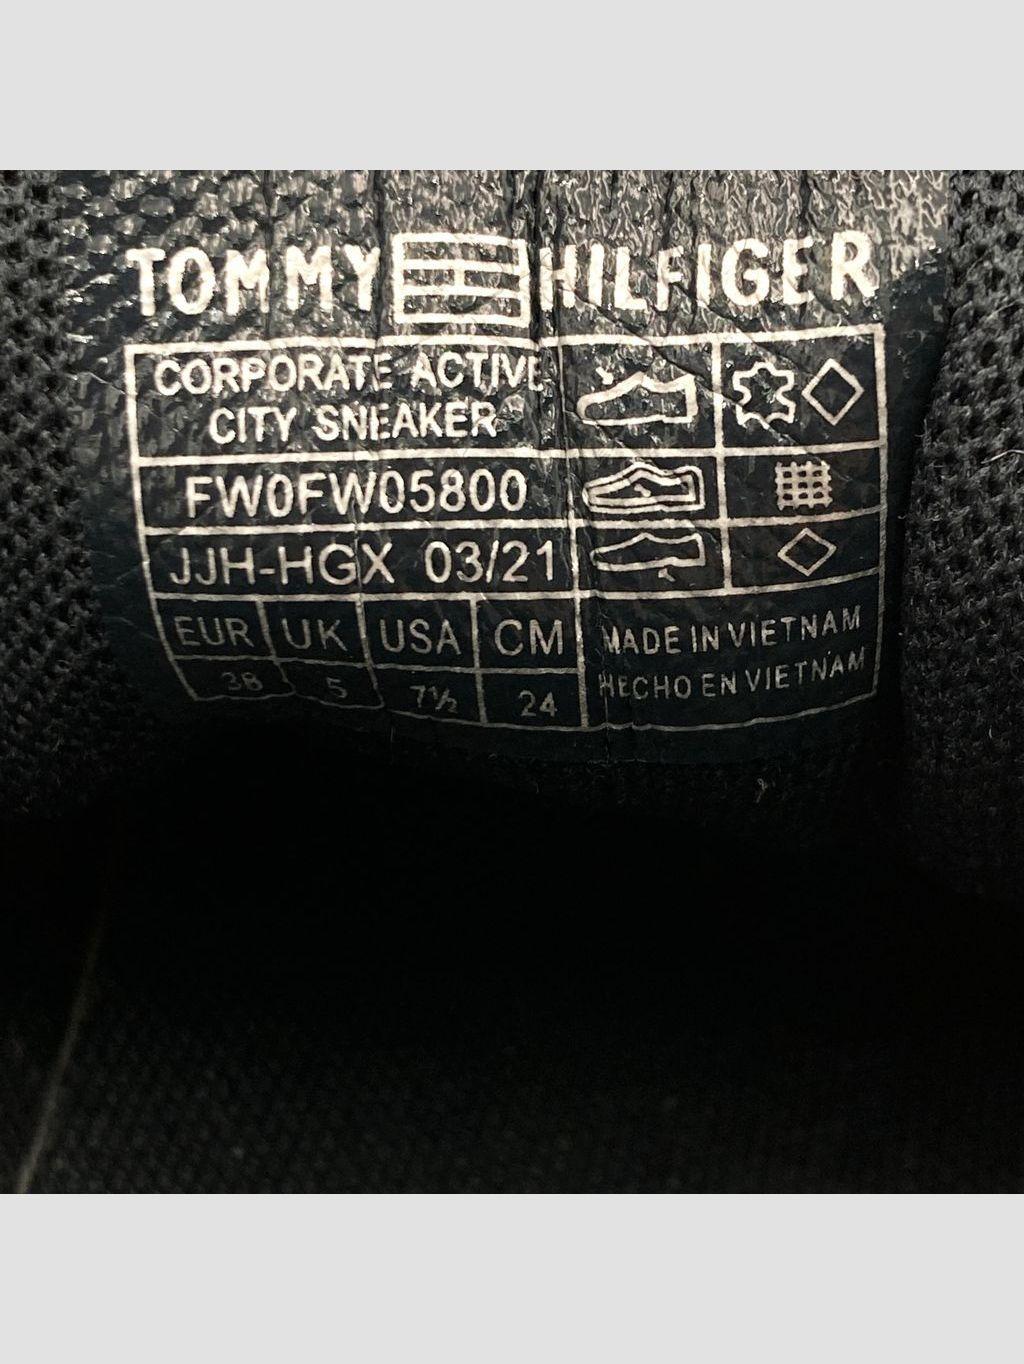 TOMMY HILFIGER
CORPORATE ACTIVE
CITY SNEAKER
FW0FW05800
JJH-HGX 03/21
EUR UK USA CM
38 5 7½ 24
MADE IN VIETNAM
HECHO EN VIETNAM